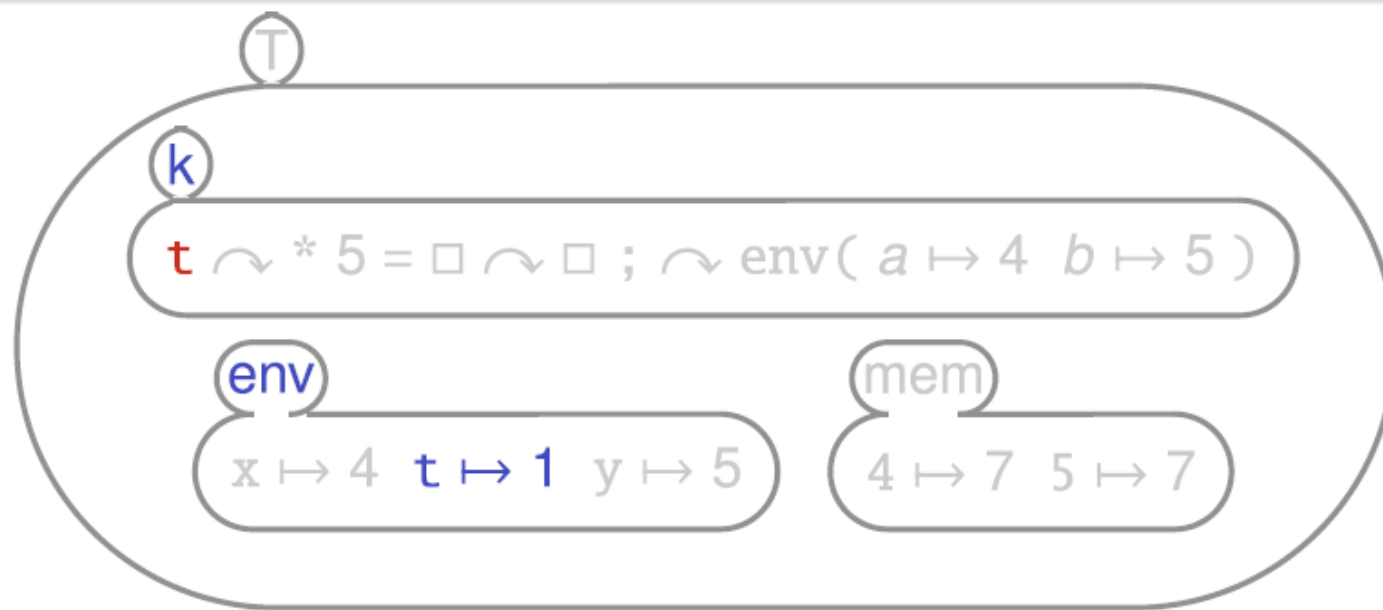 T
k
t ↷ * 5 = □ ↷ □ ; ↷ env( a ↦ 4 b ↦ 5 )
env mem
x ↦ 4 t ↦ 1 y ↦ 5 4 ↦ 7 5 ↦ 7